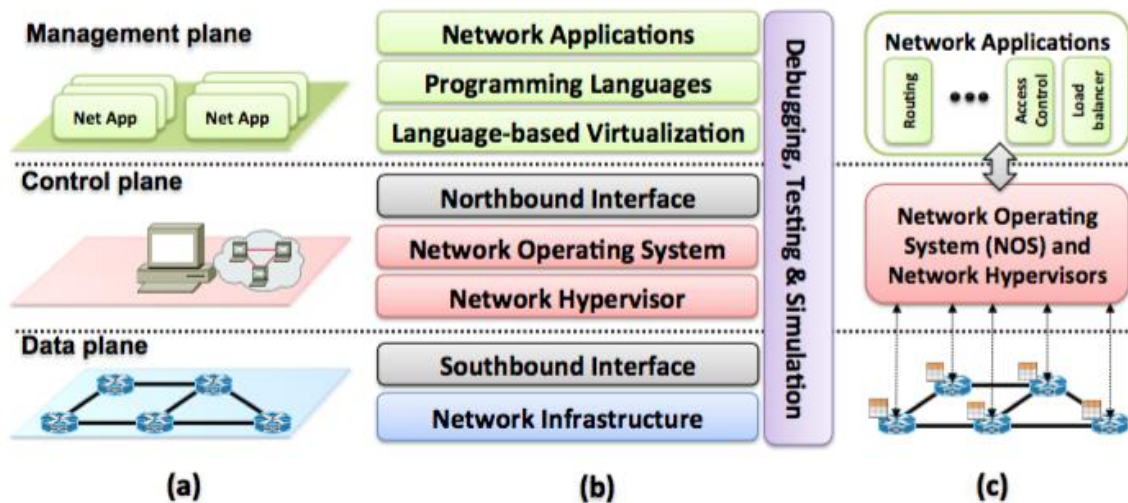 Management plane
Net App
Net App
Control plane
Data plane
(a)
Network Applications
Programming Languages
Language-based Virtualization
Northbound Interface
Network Operating System
Network Hypervisor
Southbound Interface
Network Infrastructure
(b)
Debugging, Testing & Simulation
Network Applications
Routing
•••
Access
Control
Load
balancer
Network Operating
System (NOS) and
Network Hypervisors
(c)